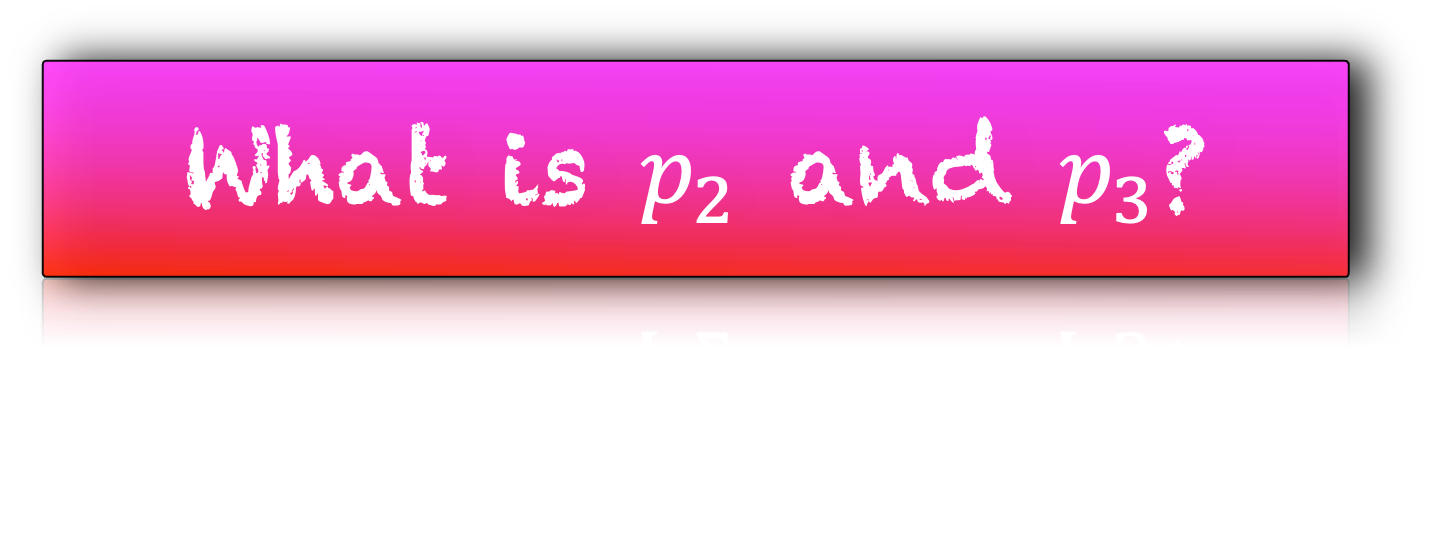 What is p₂ and p₃?